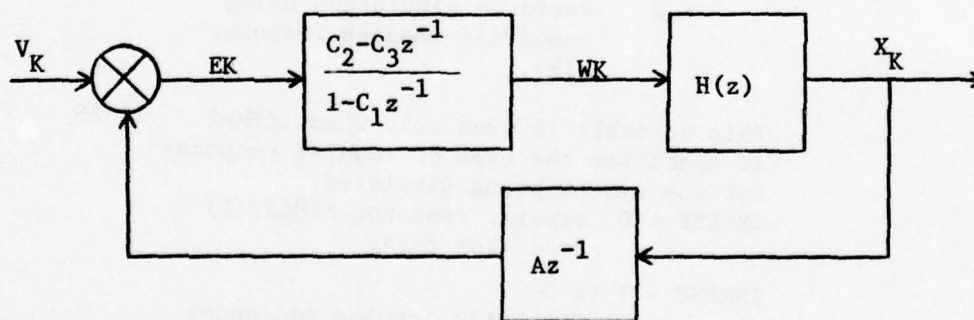 V_K
EK
C_2-C_3z^-1
1-C_1z^-1
WK
H(z)
X_K
Az^-1